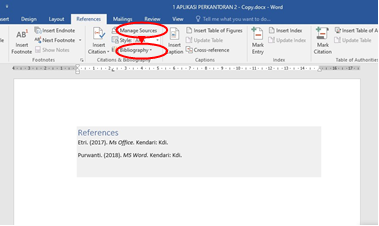 1 APLIKASI PERKANTORAN 2 - Copy.docx - Word
Insert Design Layout References Mailings Review View Tell me what you want to do...
Insert Endnote
Next Footnote
Show Notes
Footnotes
Insert Citation
Manage Sources
Style:
Bibliography
Citations & Bibliography
Insert Caption
Insert Table of Figures
Update Table
Cross-reference
Captions
Mark Entry
Insert Index
Update Index
Index
Mark Citation
Insert Table of A
Update Table
Table of Authorities
References
Etri. (2017). Ms Office. Kendari: Kdi.
Purwanti. (2018). MS Word. Kendari: Kdi.